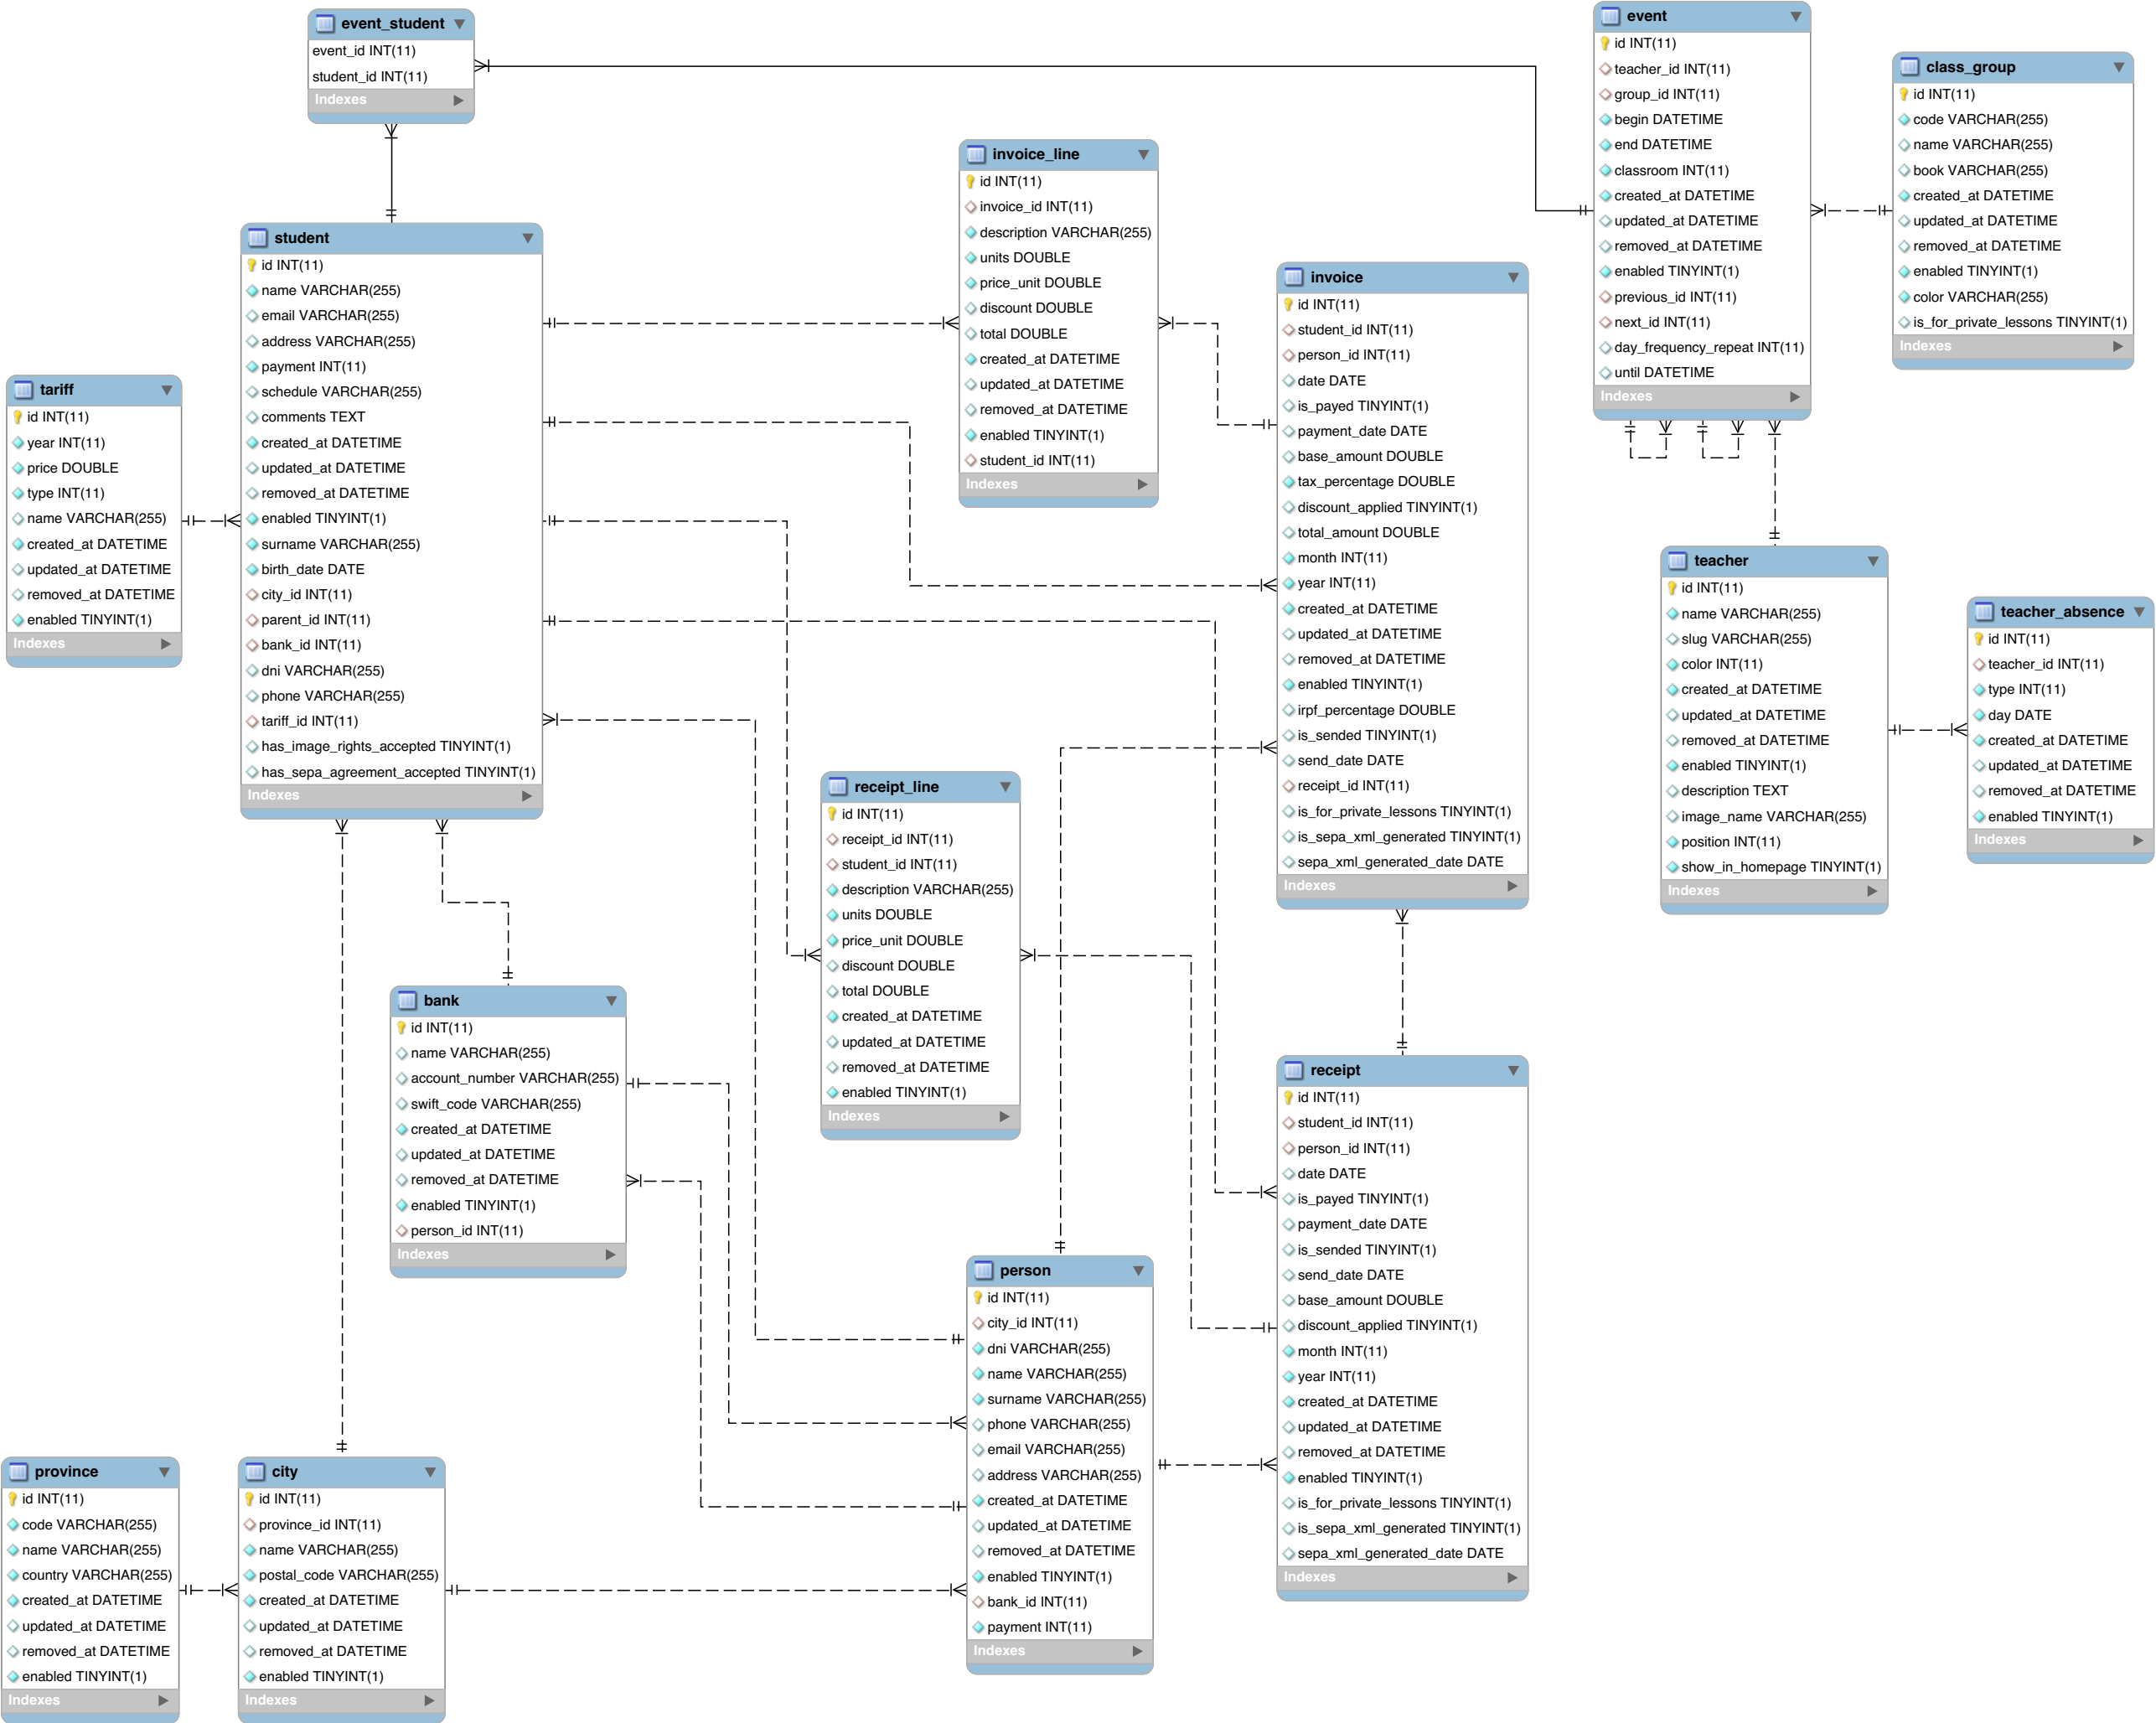 event_student
event_id INT(11)
student_id INT(11)
Indexes
event
id INT(11)
teacher_id INT(11)
group_id INT(11)
begin DATETIME
end DATETIME
classroom INT(11)
created_at DATETIME
updated_at DATETIME
removed_at DATETIME
enabled TINYINT(1)
previous_id INT(11)
next_id INT(11)
day_frequency_repeat INT(11)
until DATETIME
Indexes
class_group
id INT(11)
code VARCHAR(255)
name VARCHAR(255)
book VARCHAR(255)
created_at DATETIME
updated_at DATETIME
removed_at DATETIME
enabled TINYINT(1)
color VARCHAR(255)
is_for_private_lessons TINYINT(1)
Indexes
invoice_line
id INT(11)
invoice_id INT(11)
description VARCHAR(255)
units DOUBLE
price_unit DOUBLE
discount DOUBLE
total DOUBLE
created_at DATETIME
updated_at DATETIME
removed_at DATETIME
enabled TINYINT(1)
student_id INT(11)
Indexes
student
id INT(11)
name VARCHAR(255)
email VARCHAR(255)
address VARCHAR(255)
payment INT(11)
schedule VARCHAR(255)
comments TEXT
created_at DATETIME
updated_at DATETIME
removed_at DATETIME
enabled TINYINT(1)
surname VARCHAR(255)
birth_date DATE
city_id INT(11)
parent_id INT(11)
bank_id INT(11)
dni VARCHAR(255)
phone VARCHAR(255)
tariff_id INT(11)
has_image_rights_accepted TINYINT(1)
has_sepa_agreement_accepted TINYINT(1)
Indexes
invoice
id INT(11)
student_id INT(11)
person_id INT(11)
date DATE
is_payed TINYINT(1)
payment_date DATE
base_amount DOUBLE
tax_percentage DOUBLE
discount_applied TINYINT(1)
total_amount DOUBLE
month INT(11)
year INT(11)
created_at DATETIME
updated_at DATETIME
removed_at DATETIME
enabled TINYINT(1)
irpf_percentage DOUBLE
is_sended TINYINT(1)
send_date DATE
receipt_id INT(11)
is_for_private_lessons TINYINT(1)
is_sepa_xml_generated TINYINT(1)
sepa_xml_generated_date DATE
Indexes
tariff
id INT(11)
year INT(11)
price DOUBLE
type INT(11)
name VARCHAR(255)
created_at DATETIME
updated_at DATETIME
removed_at DATETIME
enabled TINYINT(1)
Indexes
teacher
id INT(11)
name VARCHAR(255)
slug VARCHAR(255)
color INT(11)
created_at DATETIME
updated_at DATETIME
removed_at DATETIME
enabled TINYINT(1)
description TEXT
image_name VARCHAR(255)
position INT(11)
show_in_homepage TINYINT(1)
Indexes
teacher_absence
id INT(11)
teacher_id INT(11)
type INT(11)
day DATE
created_at DATETIME
updated_at DATETIME
removed_at DATETIME
enabled TINYINT(1)
Indexes
receipt_line
id INT(11)
receipt_id INT(11)
student_id INT(11)
description VARCHAR(255)
units DOUBLE
price_unit DOUBLE
discount DOUBLE
total DOUBLE
created_at DATETIME
updated_at DATETIME
removed_at DATETIME
enabled TINYINT(1)
Indexes
bank
id INT(11)
name VARCHAR(255)
account_number VARCHAR(255)
swift_code VARCHAR(255)
created_at DATETIME
updated_at DATETIME
removed_at DATETIME
enabled TINYINT(1)
person_id INT(11)
Indexes
receipt
id INT(11)
student_id INT(11)
person_id INT(11)
date DATE
is_payed TINYINT(1)
payment_date DATE
is_sended TINYINT(1)
send_date DATE
base_amount DOUBLE
discount_applied TINYINT(1)
month INT(11)
year INT(11)
created_at DATETIME
updated_at DATETIME
removed_at DATETIME
enabled TINYINT(1)
is_for_private_lessons TINYINT(1)
is_sepa_xml_generated TINYINT(1)
sepa_xml_generated_date DATE
Indexes
person
id INT(11)
city_id INT(11)
dni VARCHAR(255)
name VARCHAR(255)
surname VARCHAR(255)
phone VARCHAR(255)
email VARCHAR(255)
address VARCHAR(255)
created_at DATETIME
updated_at DATETIME
removed_at DATETIME
enabled TINYINT(1)
bank_id INT(11)
payment INT(11)
Indexes
province
id INT(11)
code VARCHAR(255)
name VARCHAR(255)
country VARCHAR(255)
created_at DATETIME
updated_at DATETIME
removed_at DATETIME
enabled TINYINT(1)
Indexes
city
id INT(11)
province_id INT(11)
name VARCHAR(255)
postal_code VARCHAR(255)
created_at DATETIME
updated_at DATETIME
removed_at DATETIME
enabled TINYINT(1)
Indexes